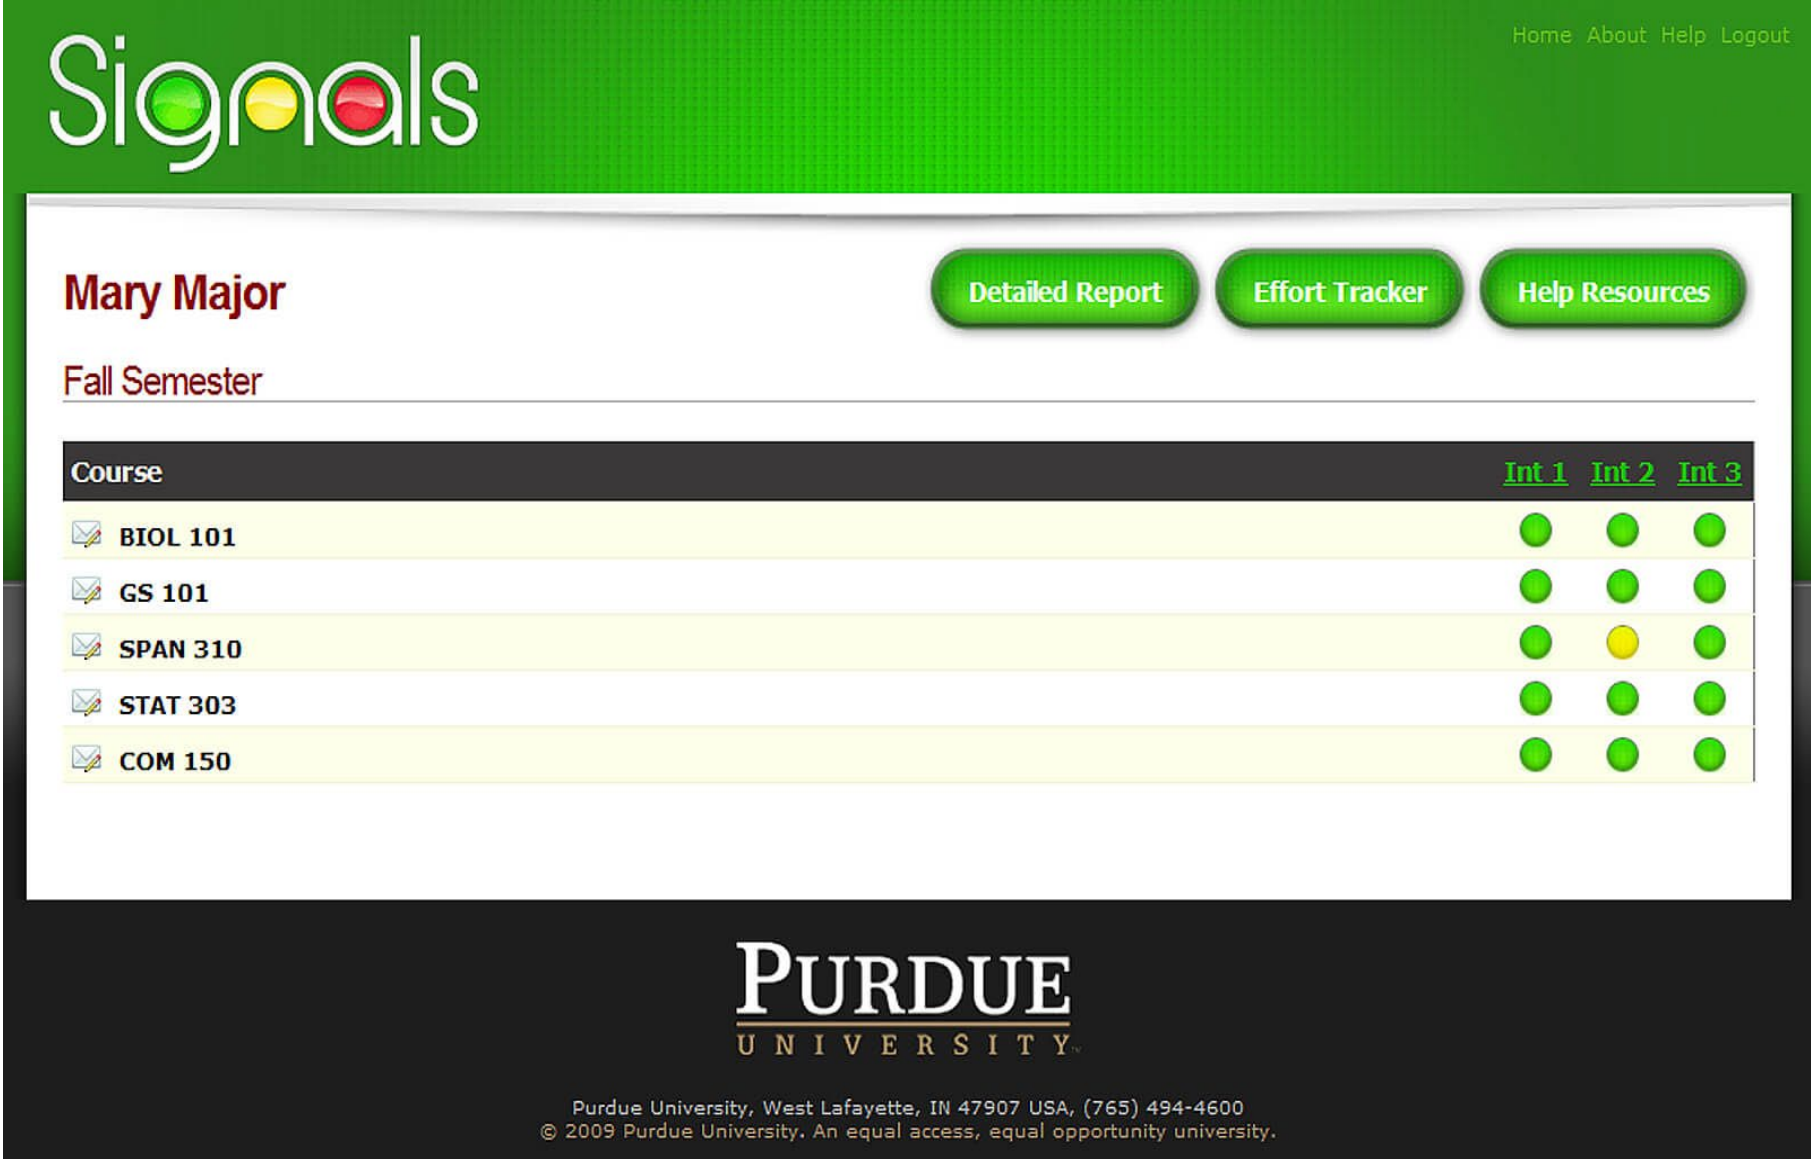 Signals
Home About Help Logout
Mary Major
Detailed Report Effort Tracker Help Resources
Fall Semester
Course Int 1 Int 2 Int 3
BIOL 101
GS 101
SPAN 310
STAT 303
COM 150
PURDUE
UNIVERSITY™
Purdue University, West Lafayette, IN 47907 USA, (765) 494-4600
© 2009 Purdue University. An equal access, equal opportunity university.